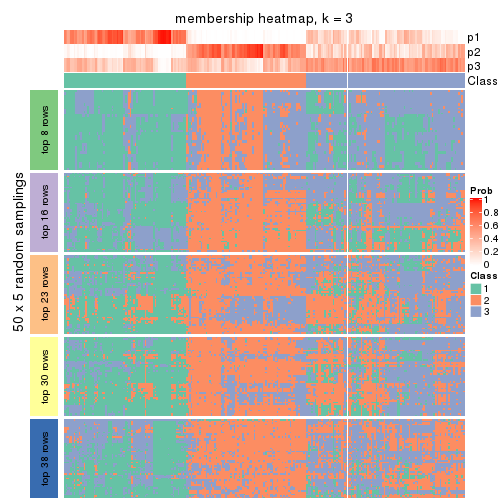 membership heatmap, k = 3
p1
p2
p3
Class
50 x 5 random samplings
top 8 rows
top 16 rows
top 23 rows
top 30 rows
top 38 rows
Prob
1
0.8
0.6
0.4
0.2
0
Class
1
2
3